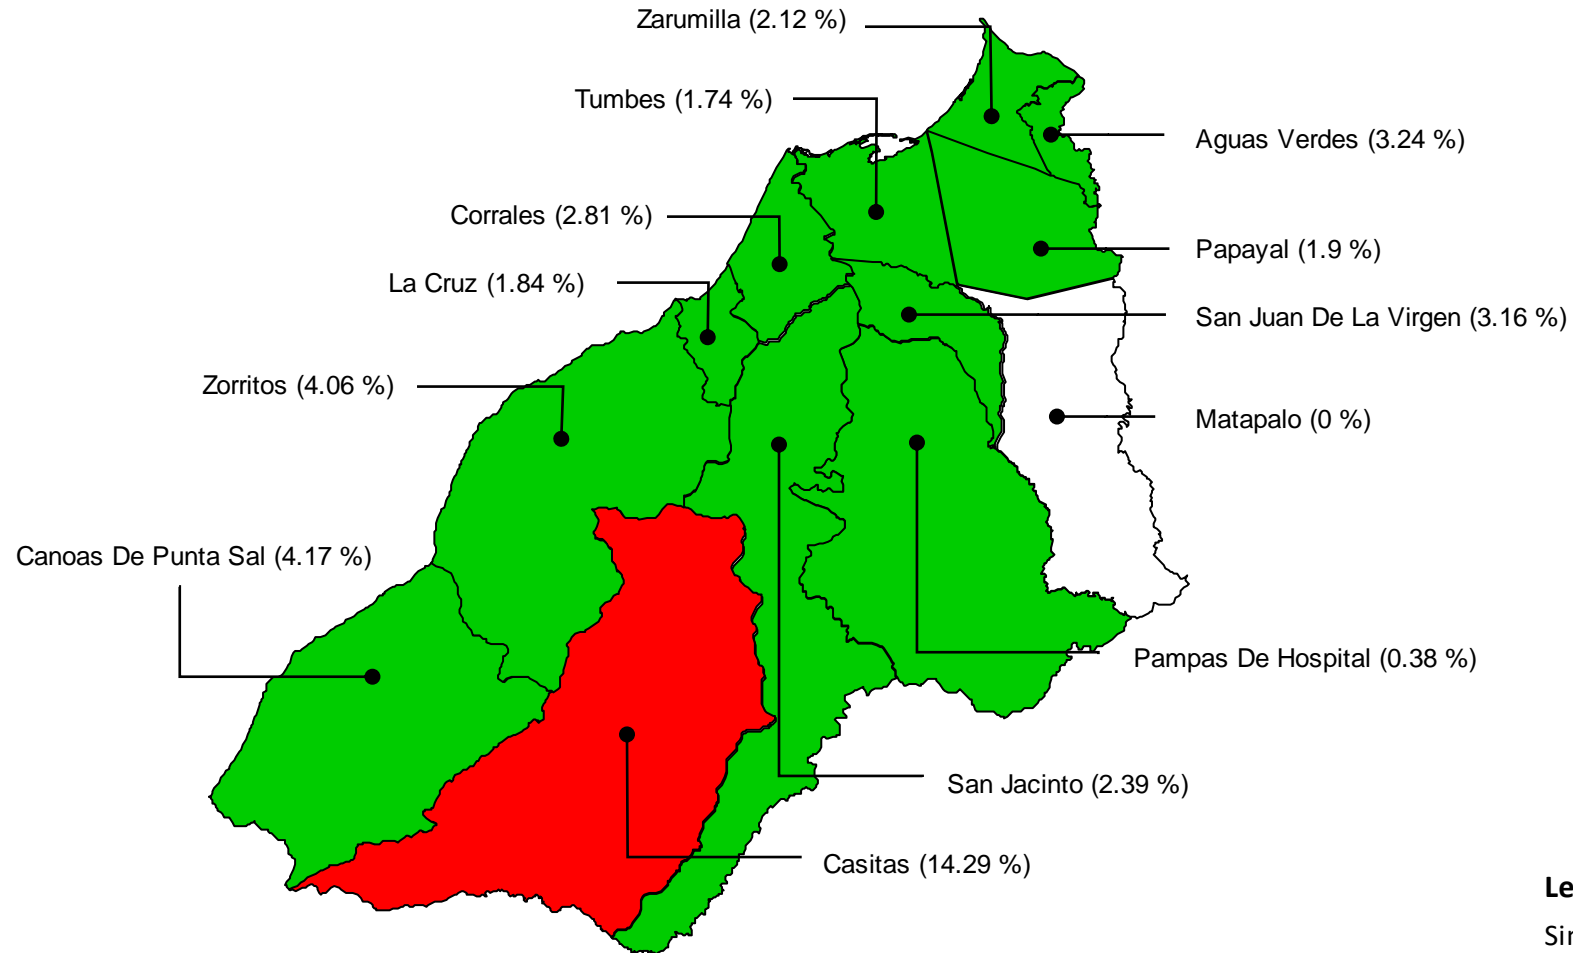 Zarumilla (2.12 %)
Tumbes (1.74 %)
Aguas Verdes (3.24 %)
Corrales (2.81 %)
Papayal (1.9 %)
La Cruz (1.84 %)
San Juan De La Virgen (3.16 %)
Zorritos (4.06 %)
Matapalo (0 %)
Canoas De Punta Sal (4.17 %)
Pampas De Hospital (0.38 %)
San Jacinto (2.39 %)
Casitas (14.29 %)